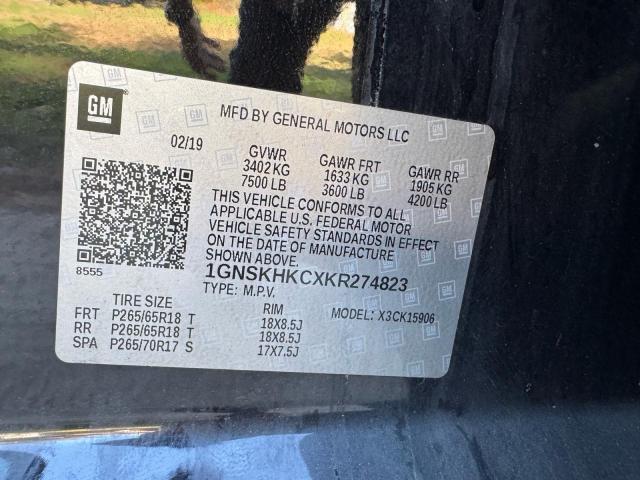 GM
MFD BY GENERAL MOTORS LLC
02/19
GVWR GAWR FRT GAWR RR
3402 KG 1633 KG 1905 KG
7500 LB 3600 LB 4200 LB
THIS VEHICLE CONFORMS TO ALL
APPLICABLE U.S. FEDERAL MOTOR
VEHICLE SAFETY STANDARDS IN EFFECT
ON THE DATE OF MANUFACTURE
SHOWN ABOVE.
8555
1GNSKHKCXKR274823
TYPE: M.P.V.
TIRE SIZE RIM MODEL: X3CK15906
FRT P265/65R18 T 18X8.5J
RR P265/65R18 T 18X8.5J
SPA P265/70R17 S 17X7.5J